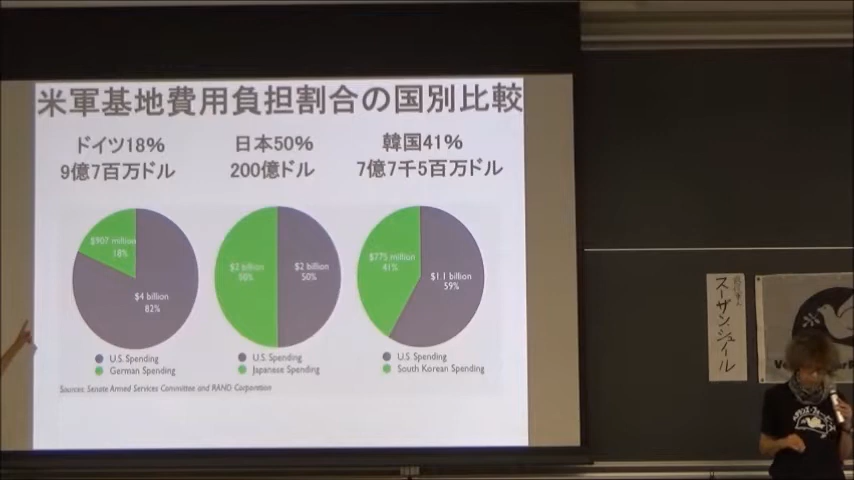 米軍基地費用負担割合の国別比較
ドイツ18%
9億7百万ドル
日本50%
200億ドル
韓国41%
7億7千5百万ドル
$907 million
18%
$4 billion
82%
U.S. Spending
German Spending
$2 billion
50%
$2 billion
50%
U.S. Spending
Japanese Spending
$775 million
41%
$1.1 billion
59%
U.S. Spending
South Korean Spending
Sources: Senate Armed Services Committee and RAND Corporation
スーザン・シュノール